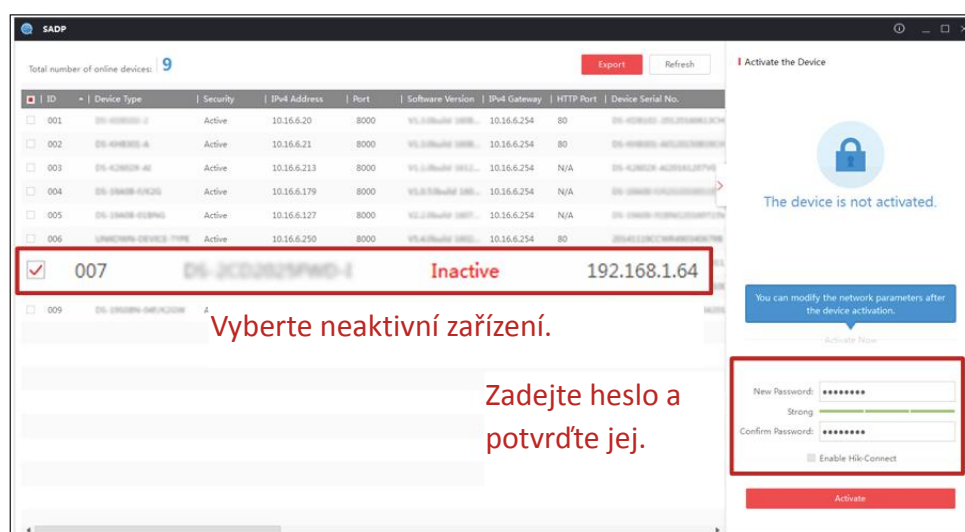 SADP
Total number of online devices: 9
Export
Refresh
Activate the Device
ID Device Type Security IPv4 Address Port Software Version IPv4 Gateway HTTP Port Device Serial No.
001 Active 10.16.6.20 8000 10.16.6.254 80
002 Active 10.16.6.21 8000 10.16.6.254 80
003 Active 10.16.6.213 8000 10.16.6.254 N/A
004 Active 10.16.6.179 8000 10.16.6.254 N/A
005 Active 10.16.6.127 8000 10.16.6.254 N/A
006 Active 10.16.6.250 8000 10.16.6.254 80
007 Inactive 192.168.1.64
009
The device is not activated.
Vyberte neaktivní zařízení.
You can modify the network parameters after
the device activation.
Activate Now
Zadejte heslo a
potvrďte jej.
New Password: ••••••••
Strong
Confirm Password: ••••••••
Enable Hik-Connect
Activate